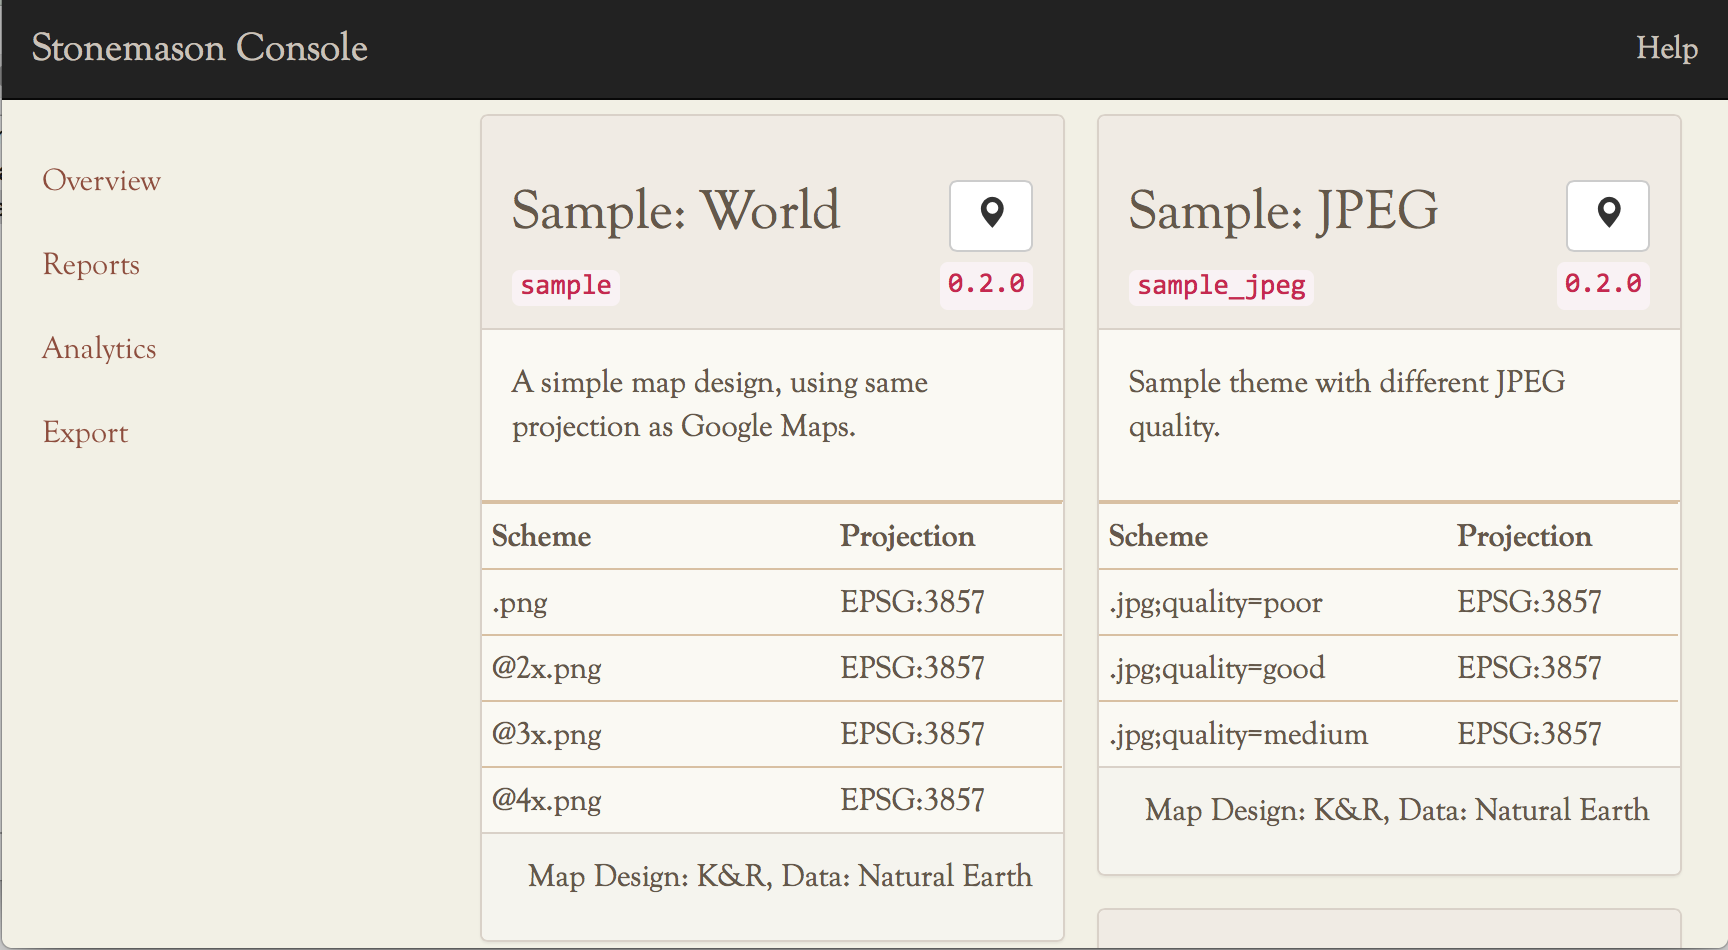 Stonemason Console
Help
Overview
Reports
Analytics
Export
Sample: World
sample
0.2.0
A simple map design, using same
projection as Google Maps.
Scheme Projection
.png EPSG:3857
@2x.png EPSG:3857
@3x.png EPSG:3857
@4x.png EPSG:3857
Map Design: K&R, Data: Natural Earth
Sample: JPEG
sample_jpeg
0.2.0
Sample theme with different JPEG
quality.
Scheme Projection
.jpg;quality=poor EPSG:3857
.jpg;quality=good EPSG:3857
.jpg;quality=medium EPSG:3857
Map Design: K&R, Data: Natural Earth